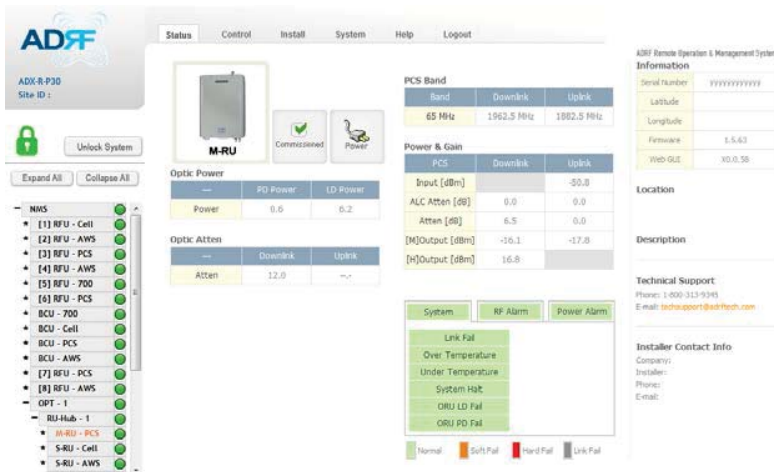 ADRF
ADX-R-P30
Site ID :
Unlock System
Expand All
Collapse All
NMS
[1] RFU - Cell
[2] RFU - AWS
[3] RFU - PCS
[4] RFU - AWS
[5] RFU - 700
[6] RFU - PCS
BCU - 700
BCU - Cell
BCU - PCS
BCU - AWS
[7] RFU - PCS
[8] RFU - AWS
OPT - 1
RU-Hub - 1
M-RU - PCS
S-RU - Cell
S-RU - AWS
Status Control Install System Help Logout
M-RU
Commissioned
Power
Optic Power
--- PD Power LD Power
Power 0.6 6.2
Optic Atten
--- Downlink Uplink
Atten 12.0 --.-
PCS Band
Band Downlink Uplink
65 MHz 1962.5 MHz 1882.5 MHz
Power & Gain
PCS Downlink Uplink
Input [dBm] -50.8
ALC Atten [dB] 0.0 0.0
Atten [dB] 6.5 0.0
[M]Output [dBm] -16.1 -17.8
[H]Output [dBm] 16.8
System RF Alarm Power Alarm
Link Fail
Over Temperature
Under Temperature
System Halt
ORU LD Fail
ORU PD Fail
Normal Soft Fail Hard Fail Link Fail
ADRF Remote Operation & Management System
Information
Serial Number
Latitude
Longitude
Firmware 1.5.63
Web GUI X0.0.58
Location
Description
Technical Support
Phone: 1-800-313-9345
E-mail: techsupport@adrftech.com
Installer Contact Info
Company:
Installer:
Phone:
E-mail: